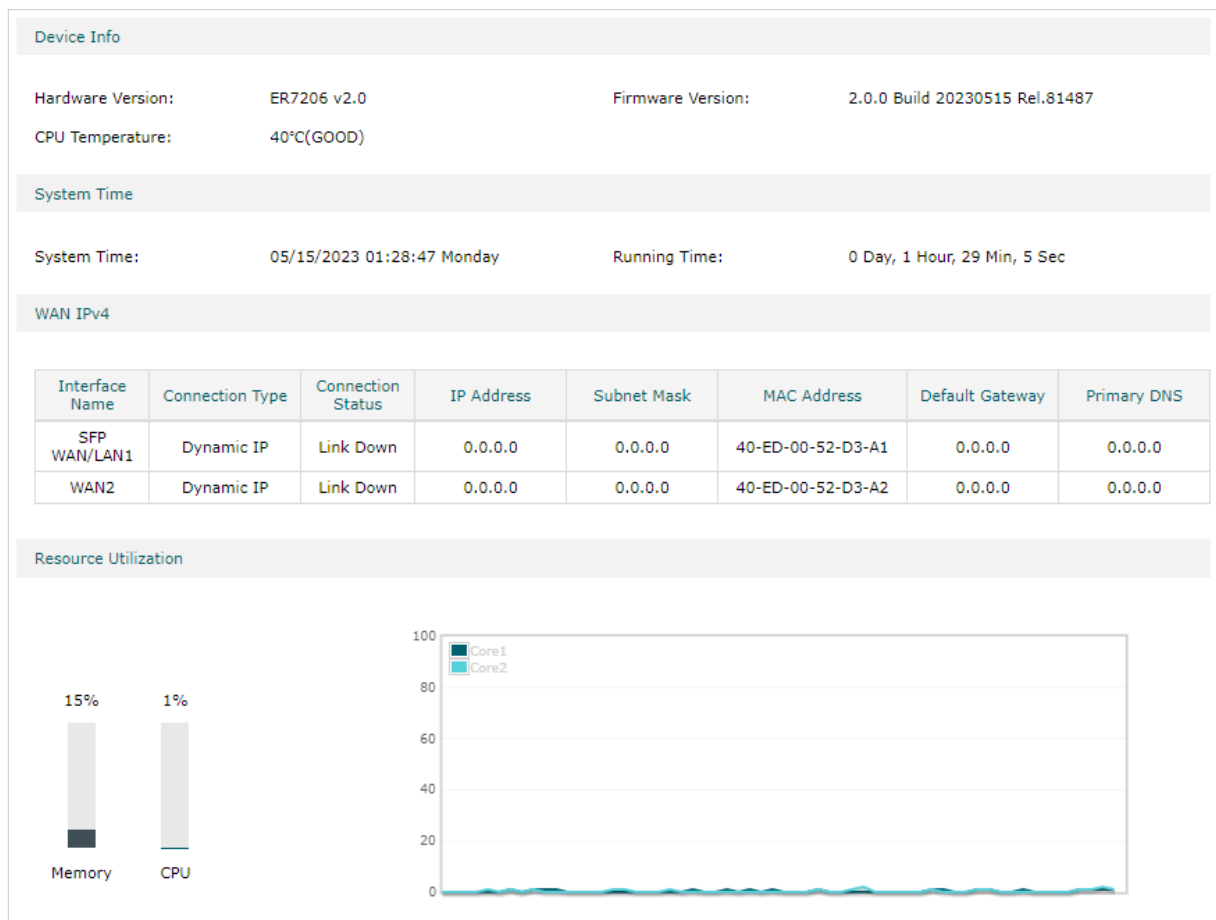 Device Info
Hardware Version: ER7206 v2.0 Firmware Version: 2.0.0 Build 20230515 Rel.81487
CPU Temperature: 40℃(GOOD)
System Time
System Time: 05/15/2023 01:28:47 Monday Running Time: 0 Day, 1 Hour, 29 Min, 5 Sec
WAN IPv4
Interface Name Connection Type Connection Status IP Address Subnet Mask MAC Address Default Gateway Primary DNS
SFP WAN/LAN1 Dynamic IP Link Down 0.0.0.0 0.0.0.0 40-ED-00-52-D3-A1 0.0.0.0 0.0.0.0
WAN2 Dynamic IP Link Down 0.0.0.0 0.0.0.0 40-ED-00-52-D3-A2 0.0.0.0 0.0.0.0
Resource Utilization
15% 1%
Memory CPU
100
80
60
40
20
0
Core1
Core2